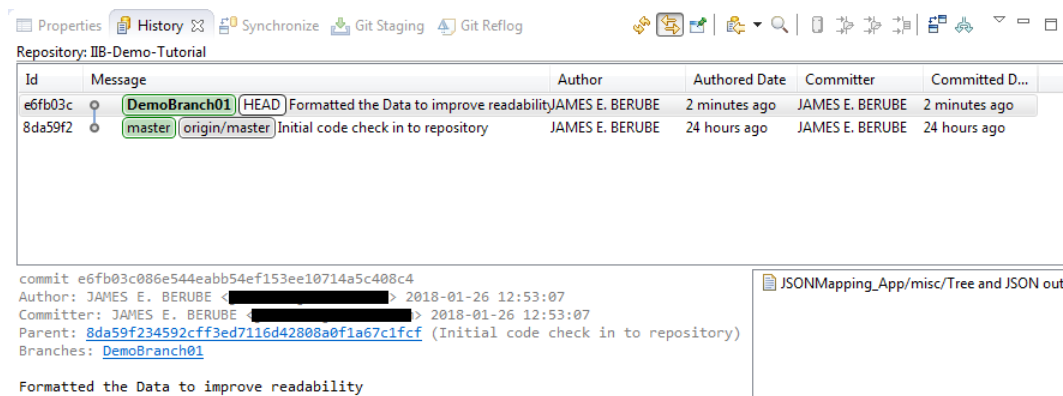 Properties History Synchronize Git Staging Git Reflog
Repository: IIB-Demo-Tutorial
Id Message Author Authored Date Committer Committed D...
e6fb03c DemoBranch01 HEAD Formatted the Data to improve readability JAMES E. BERUBE 2 minutes ago JAMES E. BERUBE 2 minutes ago
8da59f2 master origin/master Initial code check in to repository JAMES E. BERUBE 24 hours ago JAMES E. BERUBE 24 hours ago
commit e6fb03c086e544eabb54ef153ee10714a5c408c4
Author: JAMES E. BERUBE < > 2018-01-26 12:53:07
Committer: JAMES E. BERUBE < > 2018-01-26 12:53:07
Parent: 8da59f234592cff3ed7116d42808a0f1a67c1fcf (Initial code check in to repository)
Branches: DemoBranch01
Formatted the Data to improve readability
JSONMapping_App/misc/Tree and JSON out